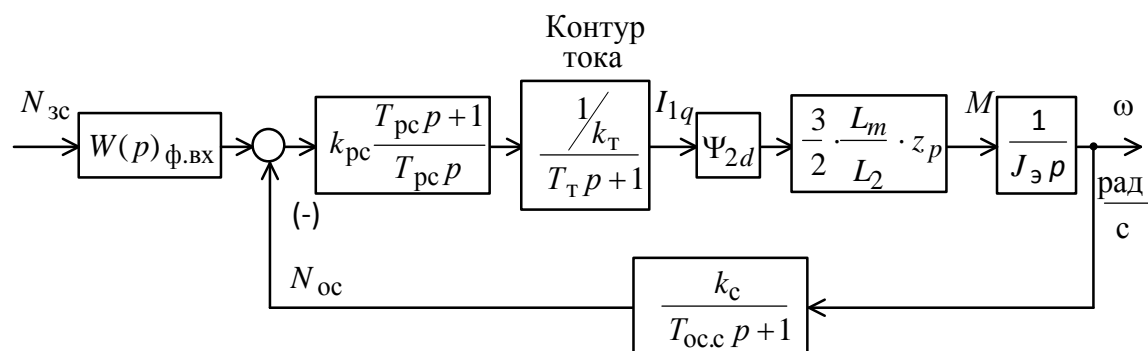 Контур
тока
N_зс
W(p)_ф.вх
k_рс (T_рс p + 1)/(T_рс p)
(1/k_т)/(T_т p + 1)
I_1q
Ψ_2d
3/2 · L_m/L_2 · z_p
M
1/(J_э p)
ω
рад/с
(-)
N_ос
k_с/(T_ос.с p + 1)